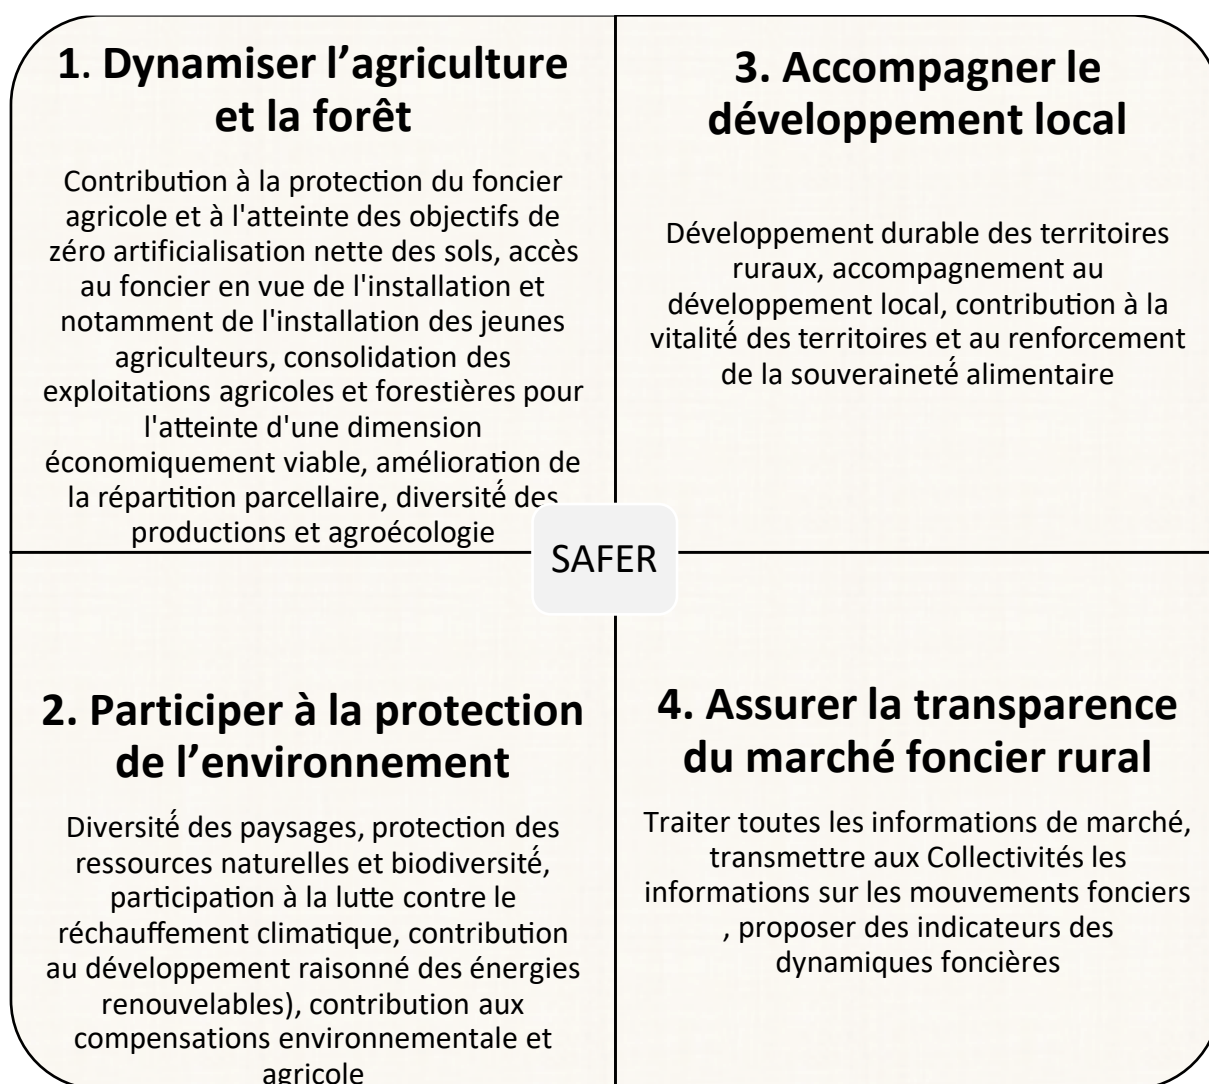 1. Dynamiser l’agriculture
et la forêt
Contribution à la protection du foncier
agricole et à l'atteinte des objectifs de
zéro artificialisation nette des sols, accès
au foncier en vue de l'installation et
notamment de l'installation des jeunes
agriculteurs, consolidation des
exploitations agricoles et forestières pour
l'atteinte d'une dimension
économiquement viable, amélioration de
la répartition parcellaire, diversité des
productions et agroécologie
2. Participer à la protection
de l’environnement
Diversité des paysages, protection des
ressources naturelles et biodiversité,
participation à la lutte contre le
réchauffement climatique, contribution
au développement raisonné des énergies
renouvelables), contribution aux
compensations environnementale et
agricole
3. Accompagner le
développement local
Développement durable des territoires
ruraux, accompagnement au
développement local, contribution à la
vitalité des territoires et au renforcement
de la souveraineté alimentaire
4. Assurer la transparence
du marché foncier rural
Traiter toutes les informations de marché,
transmettre aux Collectivités les
informations sur les mouvements fonciers
, proposer des indicateurs des
dynamiques foncières
SAFER